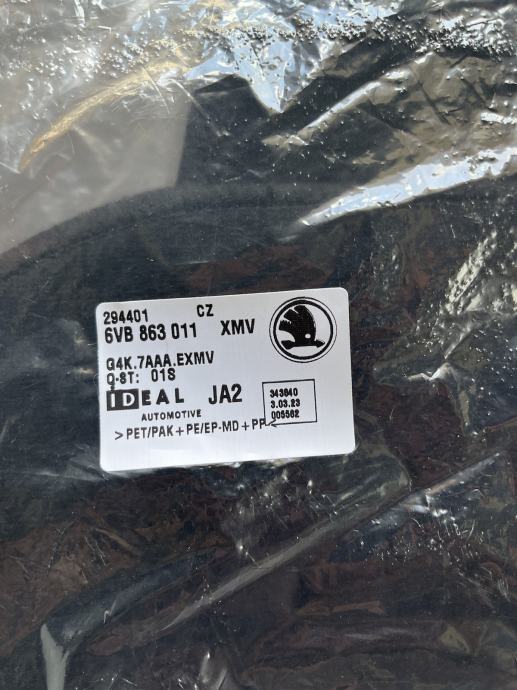 294401 CZ
6VB 863 011 XMV
G4K.7AAA.EXMV
Q-ST: 01S
IDEAL JA2
AUTOMOTIVE
343640
3.03.23
005562
>PET/PAK+PE/EP-MD+PP<